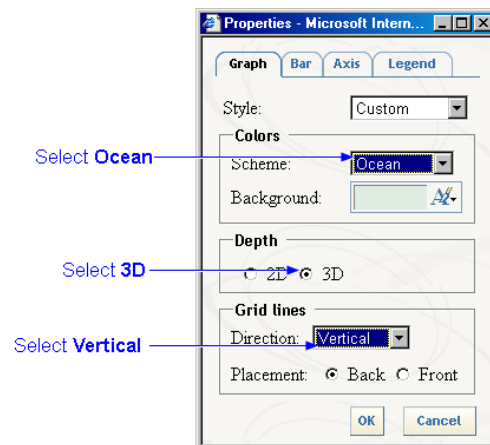 Properties - Microsoft Intern...
Graph Bar Axis Legend
Style: Custom
Colors
Select Ocean
Scheme: Ocean
Background:
Depth
Select 3D
2D 3D
Grid lines
Select Vertical
Direction: Vertical
Placement: Back Front
OK Cancel